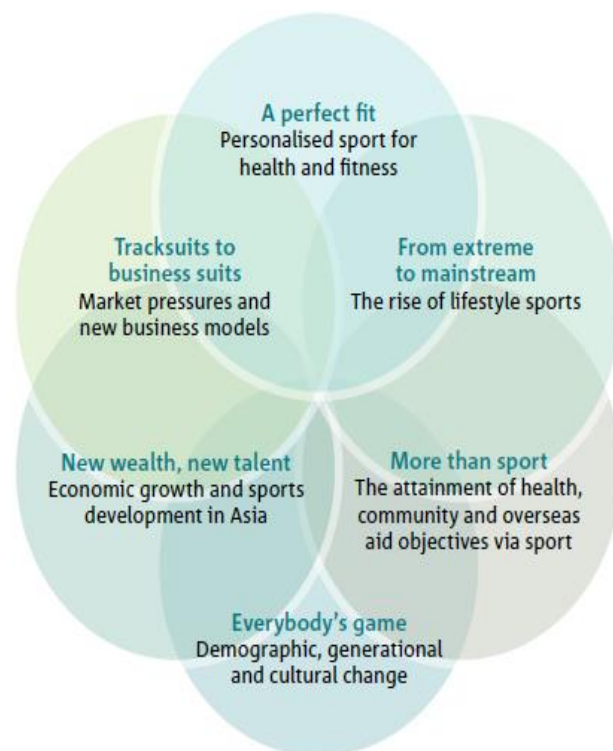 A perfect fit
Personalised sport for
health and fitness
Tracksuits to
business suits
Market pressures and
new business models
From extreme
to mainstream
The rise of lifestyle sports
New wealth, new talent
Economic growth and sports
development in Asia
More than sport
The attainment of health,
community and overseas
aid objectives via sport
Everybody's game
Demographic, generational
and cultural change